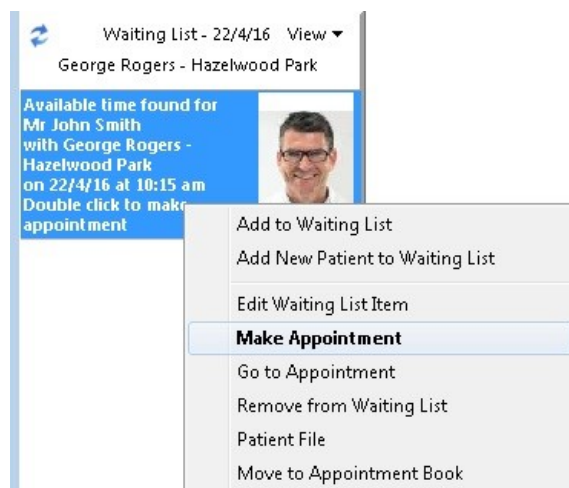 Waiting List - 22/4/16 View
George Rogers - Hazelwood Park
Available time found for
Mr John Smith
with George Rogers -
Hazelwood Park
on 22/4/16 at 10:15 am
Double click to make
appointment
Add to Waiting List
Add New Patient to Waiting List
Edit Waiting List Item
Make Appointment
Go to Appointment
Remove from Waiting List
Patient File
Move to Appointment Book